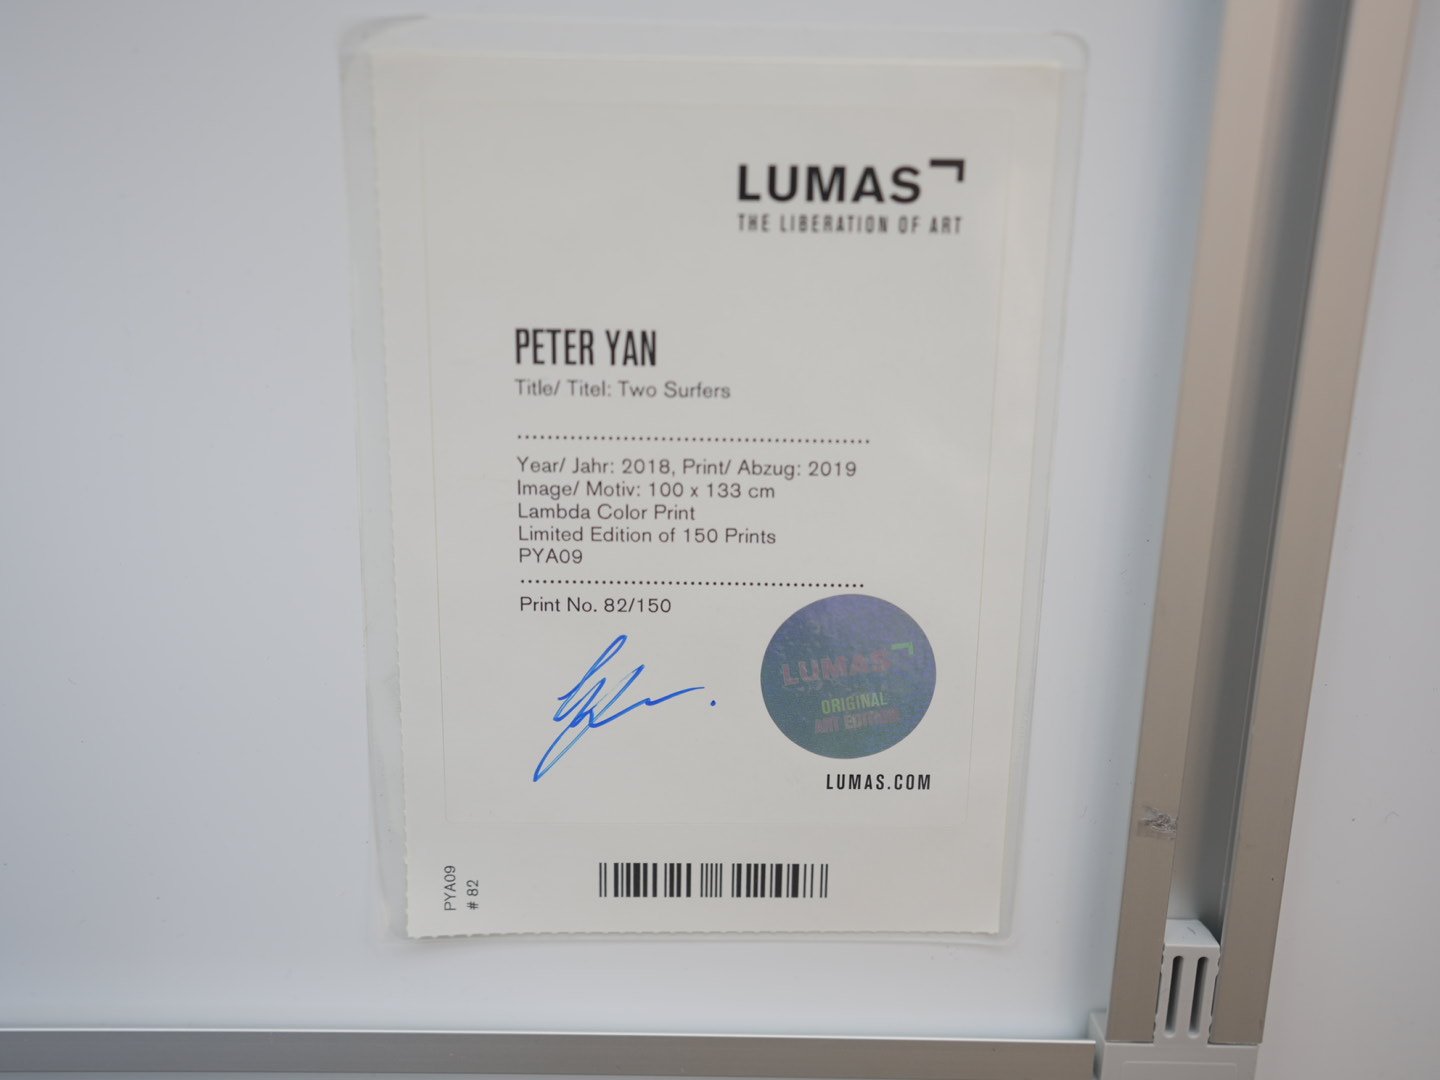 LUMAS
THE LIBERATION OF ART
PETER YAN
Title/ Titel: Two Surfers
Year/ Jahr: 2018, Print/ Abzug: 2019
Image/ Motiv: 100 x 133 cm
Lambda Color Print
Limited Edition of 150 Prints
PYA09
Print No. 82/150
LUMAS
ORIGINAL
ART EDITION
LUMAS.COM
PYA09
# 82